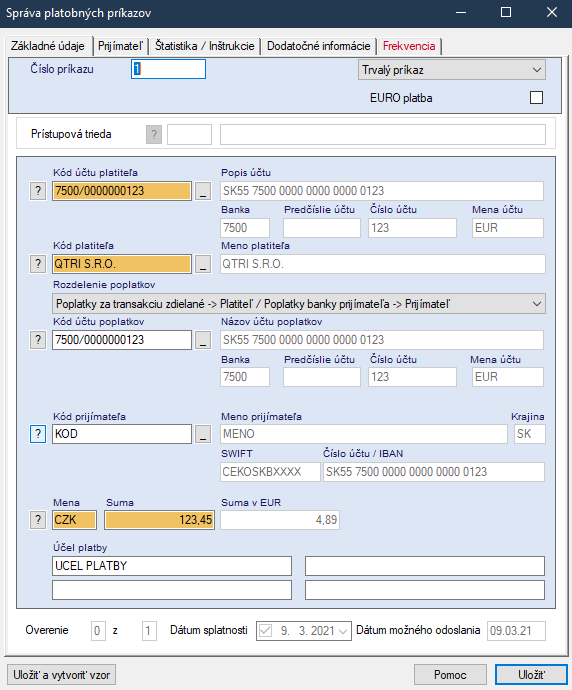 Správa platobných príkazov
Základné údaje Prijímateľ Štatistika / Inštrukcie Dodatočné informácie Frekvencia
Číslo príkazu 1 Trvalý príkaz
EURO platba
Prístupová trieda ?
Kód účtu platiteľa Popis účtu
? 7500/0000000123 _ SK55 7500 0000 0000 0000 0123
Banka Predčíslie účtu Číslo účtu Mena účtu
7500 123 EUR
Kód platiteľa Meno platiteľa
? QTRI S.R.O. _ QTRI S.R.O.
Rozdelenie poplatkov
Poplatky za transakciu zdielané -> Platiteľ / Poplatky banky prijímateľa -> Prijímateľ
Kód účtu poplatkov Názov účtu poplatkov
? 7500/0000000123 _ SK55 7500 0000 0000 0000 0123
Banka Predčíslie účtu Číslo účtu Mena účtu
7500 123 EUR
Kód prijímateľa Meno prijímateľa Krajina
? KOD _ MENO SK
SWIFT Číslo účtu / IBAN
CEKOSKBXXXX SK55 7500 0000 0000 0000 0123
Mena Suma Suma v EUR
? CZK 123,45 4,89
Účel platby
UCEL PLATBY
Overenie 0 z 1 Dátum splatnosti 9. 3. 2021 Dátum možného odoslania 09.03.21
Uložiť a vytvoriť vzor Pomoc Uložiť